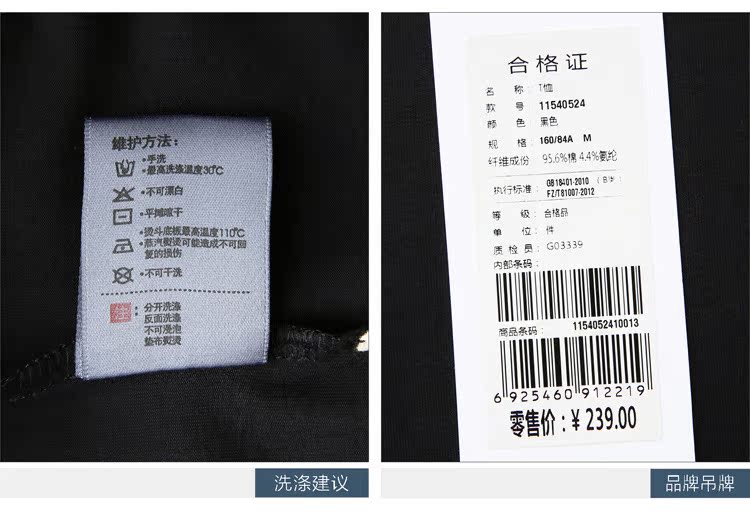 维护方法:
•手洗
•最高洗涤温度30℃
•不可漂白
•平摊晾干
•熨斗底板最高温度110℃
•蒸汽熨烫可能造成不可回
复的损伤
•不可干洗
注:
分开洗涤
反面洗涤
不可浸泡
垫布熨烫
洗涤建议
合格证
名 称: T恤
款 号 11540524
颜 色 黑色
规 格: 160/84A M
纤维成份 95.6%棉 4.4%氨纶
执行标准: GB18401-2010 (B类)
FZ/T81007-2012
等 级: 合格品
单 位: 件
质 检 员: G03339
内部条码:
1154052410013
商品条码:
6 925460 912219
零售价:¥239.00
品牌吊牌